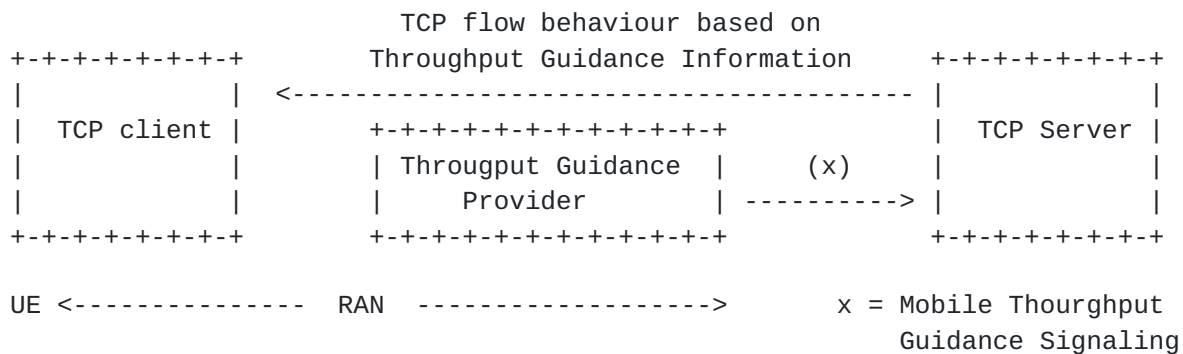 TCP flow behaviour based on
+-+-+-+-+-+-+-+        Throughput Guidance Information     +-+-+-+-+-+-+-+
|             |  <---------------------------------------- |             |
|  TCP client |        +-+-+-+-+-+-+-+-+-+-+-+             |  TCP Server |
|             |        | Througput Guidance  |     (x)     |             |
|             |        |     Provider        | ----------> |             |
+-+-+-+-+-+-+-+        +-+-+-+-+-+-+-+-+-+-+-+             +-+-+-+-+-+-+-+
UE <---------------  RAN  ------------------->       x = Mobile Thourghput
                                                         Guidance Signaling